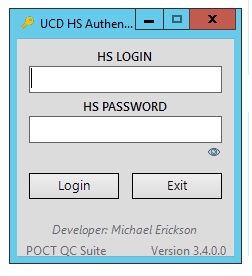 UCD HS Authen...
HS LOGIN
HS PASSWORD
Login Exit
Developer: Michael Erickson
POCT QC Suite Version 3.4.0.0